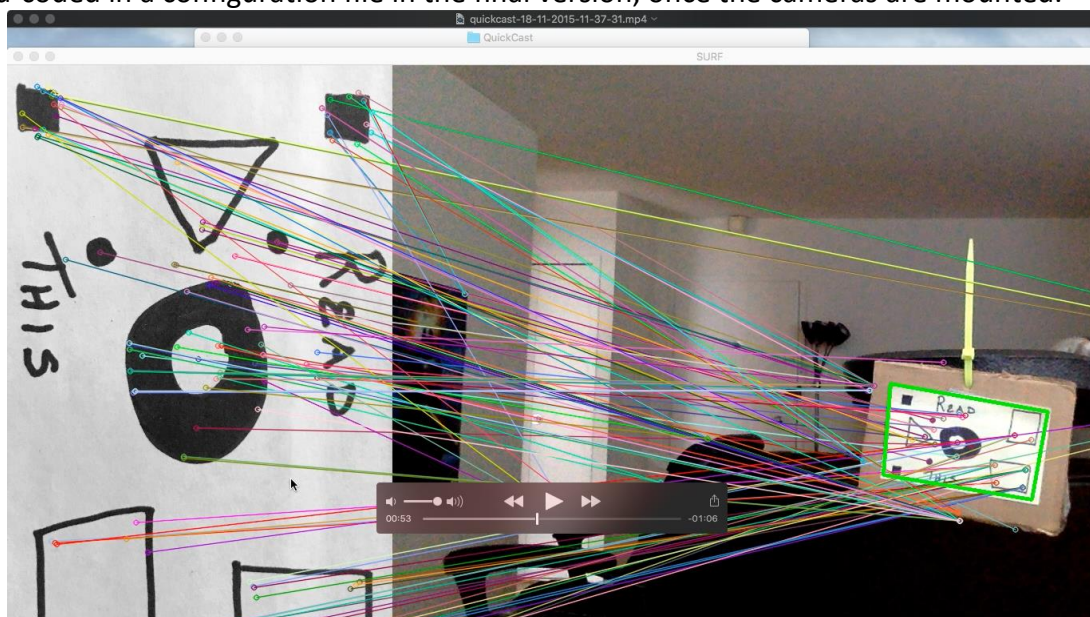 d-coded in a configuration file in the final version, once the cameras are mounted.
quickcast-18-11-2015-11-37-31.mp4
QuickCast
SURF
READ
THIS
READ
THIS
00:53
-01:06